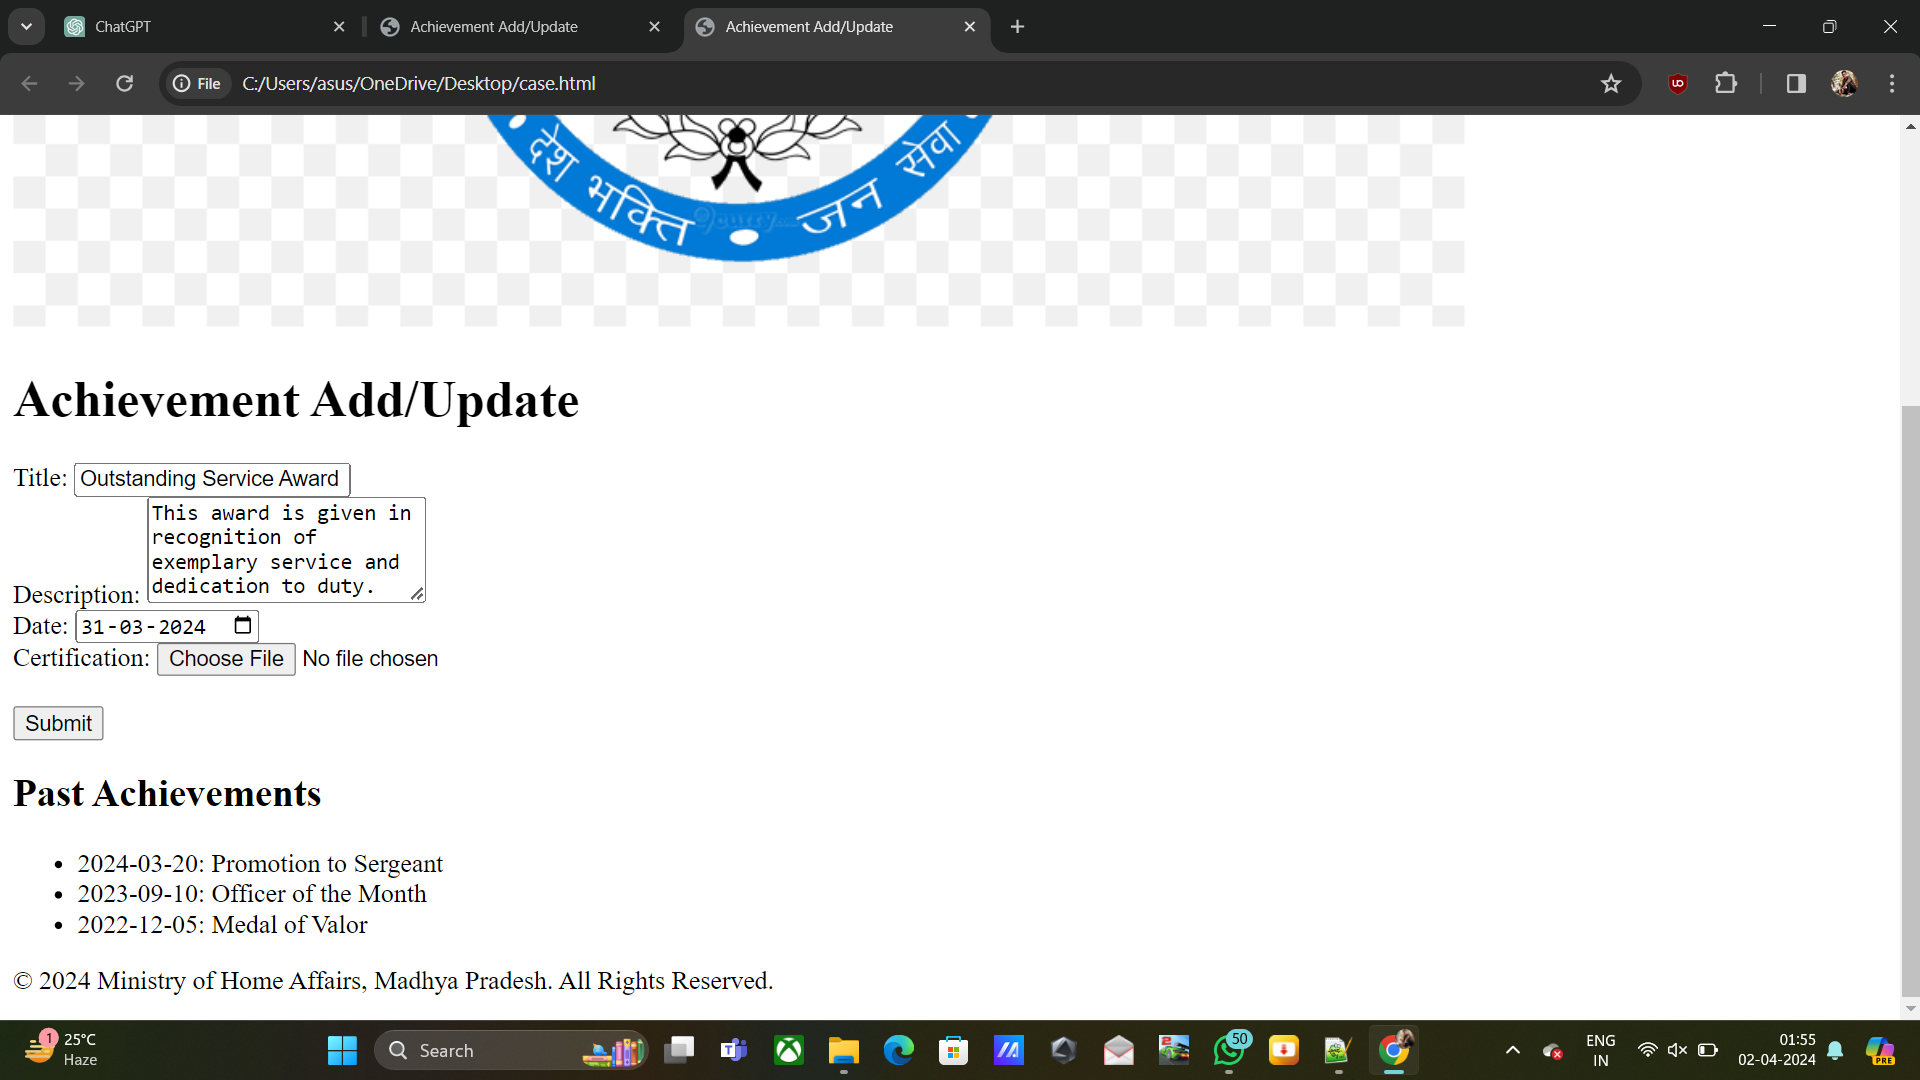 ChatGPT
Achievement Add/Update
Achievement Add/Update
File
C:/Users/asus/OneDrive/Desktop/case.html
देश भक्ति जन सेवा
Achievement Add/Update
Title: Outstanding Service Award
Description: This award is given in
recognition of
exemplary service and
dedication to duty.
Date: 31-03-2024
Certification: Choose File No file chosen
Submit
Past Achievements
• 2024-03-20: Promotion to Sergeant
• 2023-09-10: Officer of the Month
• 2022-12-05: Medal of Valor
© 2024 Ministry of Home Affairs, Madhya Pradesh. All Rights Reserved.
1
25°C
Haze
Search
50
ENG
IN
01:55
02-04-2024
PRE